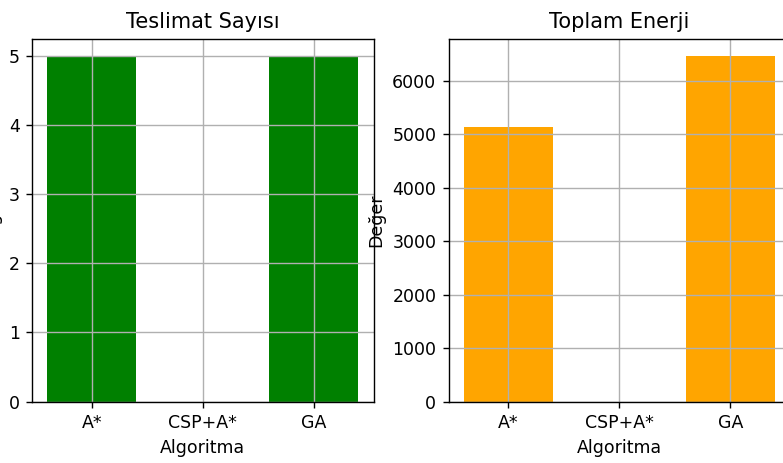 Teslimat Sayısı
5
4
3
2
1
0
A* CSP+A* GA
Algoritma
Toplam Enerji
Değer
6000
5000
4000
3000
2000
1000
0
A* CSP+A* GA
Algoritma